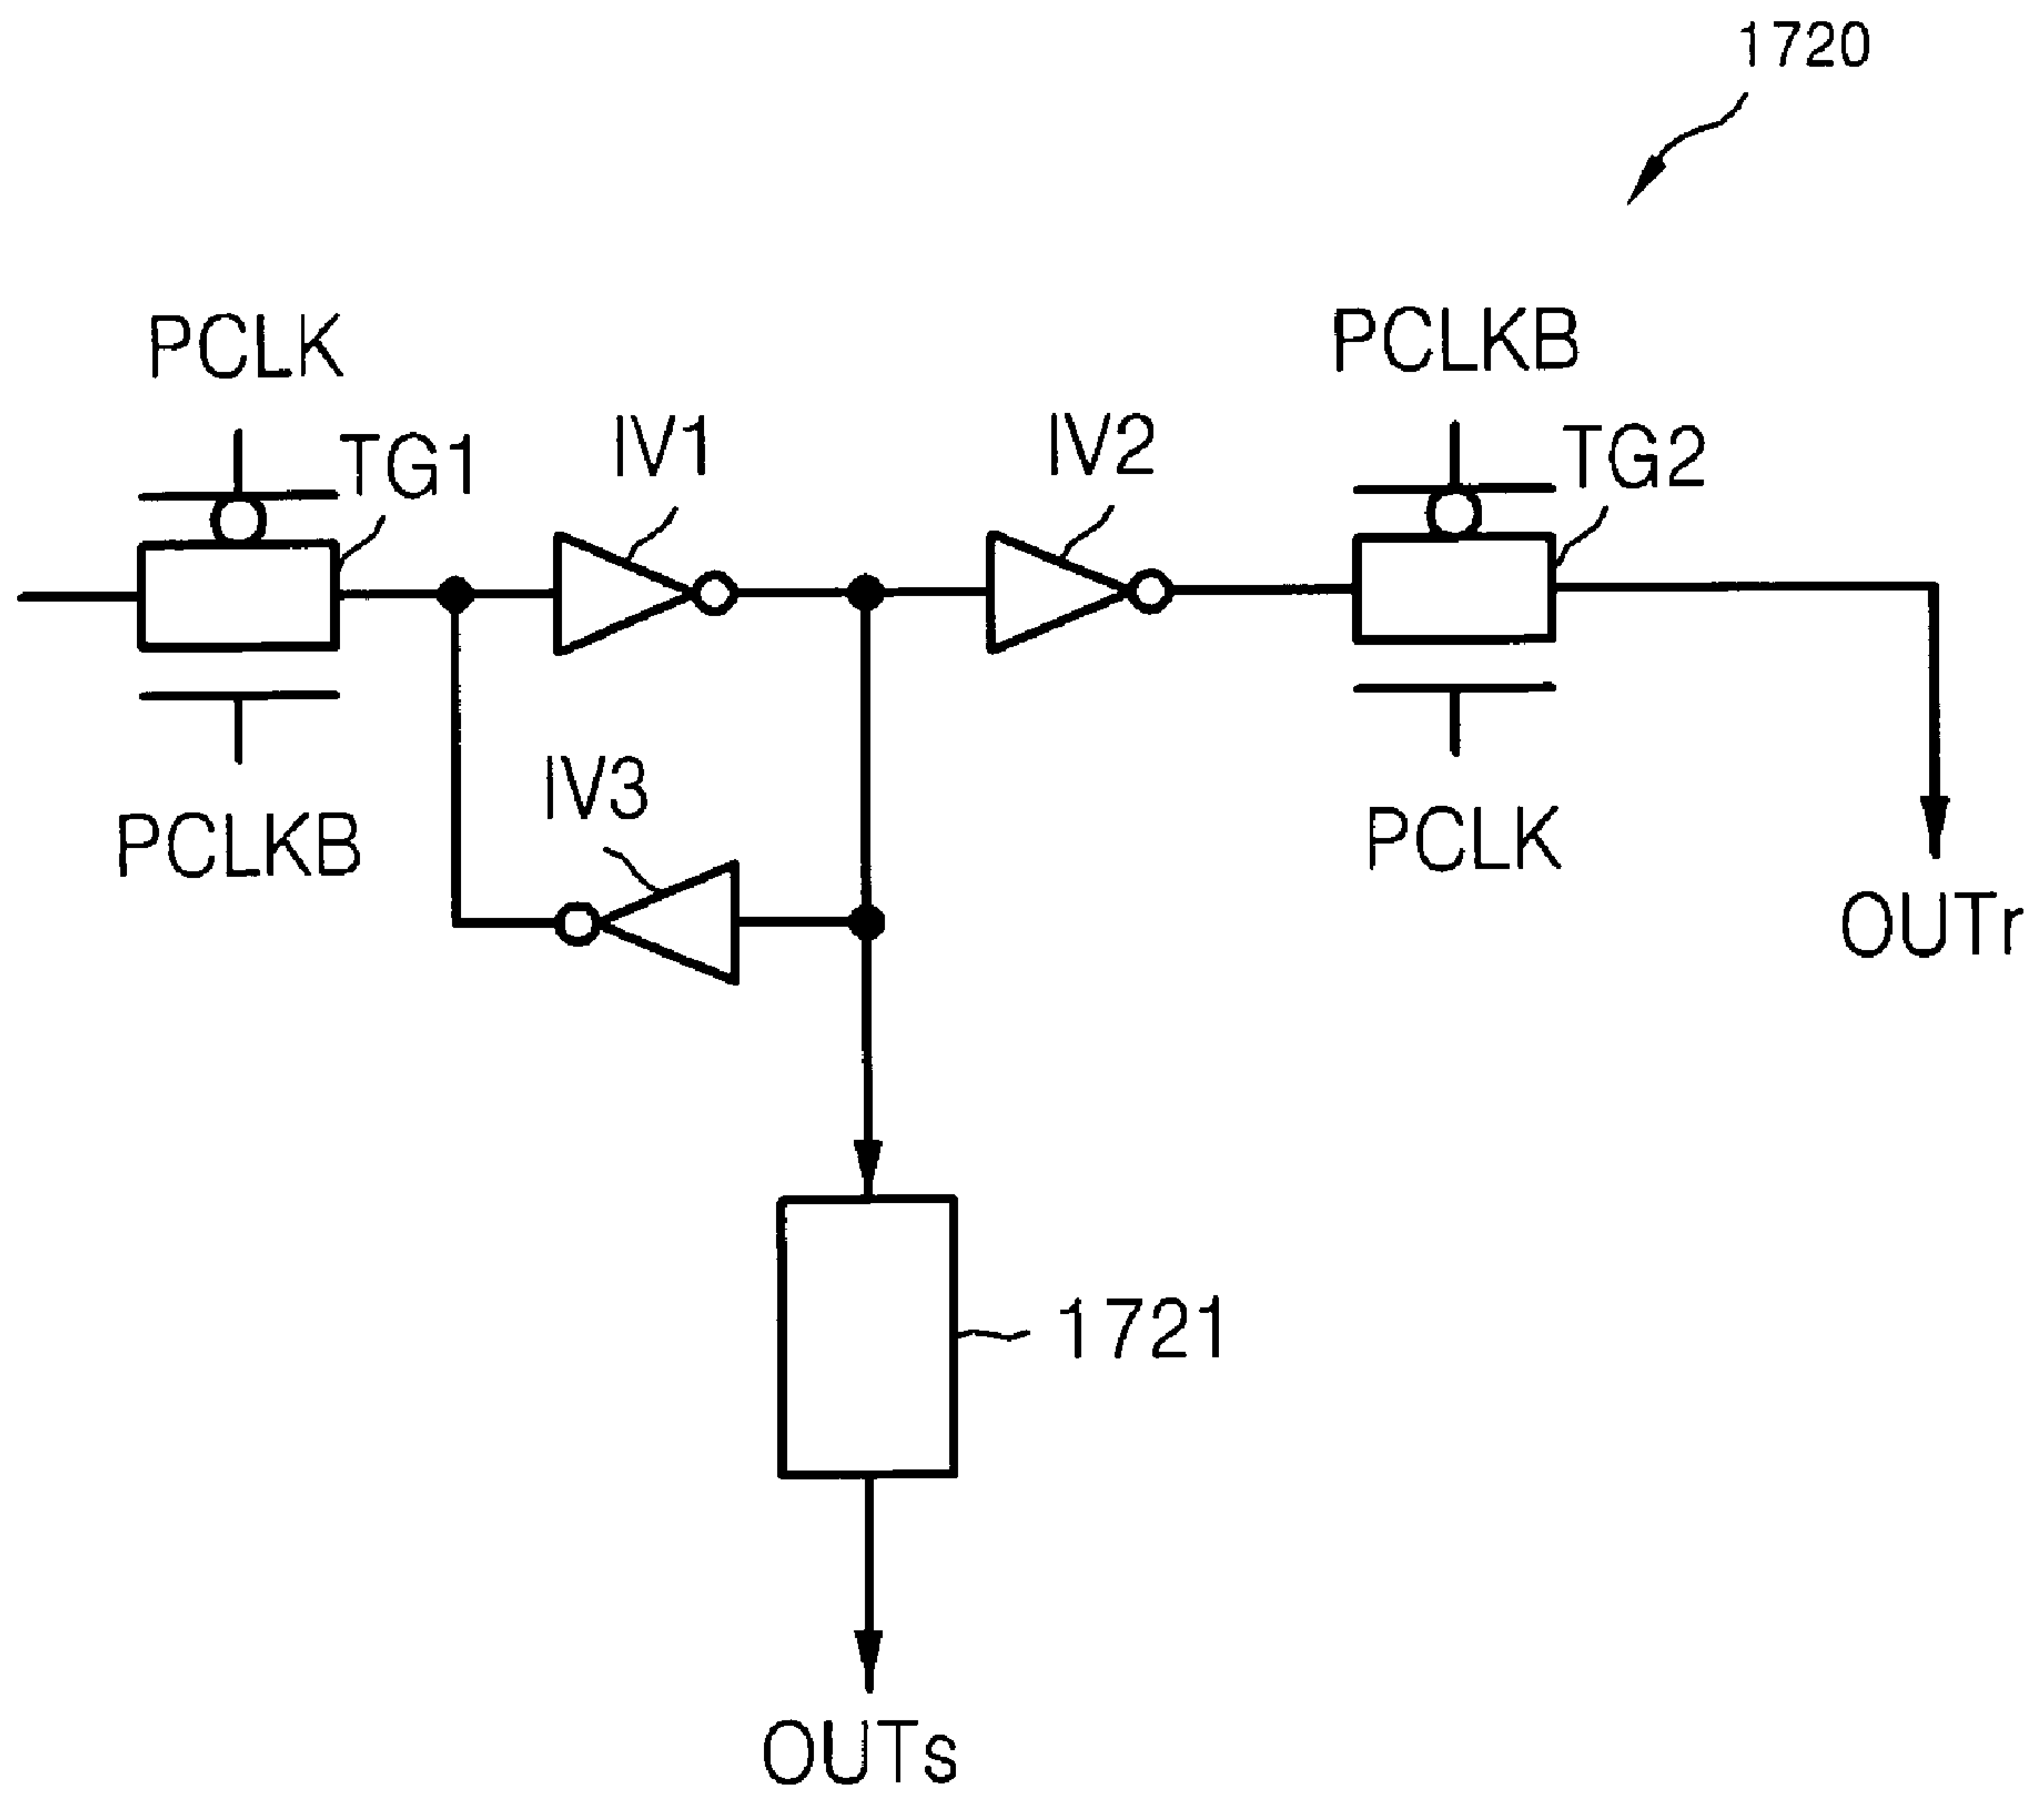 1720
PCLK
PCLKB
TG1
IV1
IV2
TG2
IV3
PCLKB
PCLK
OUTr
1721
OUTs